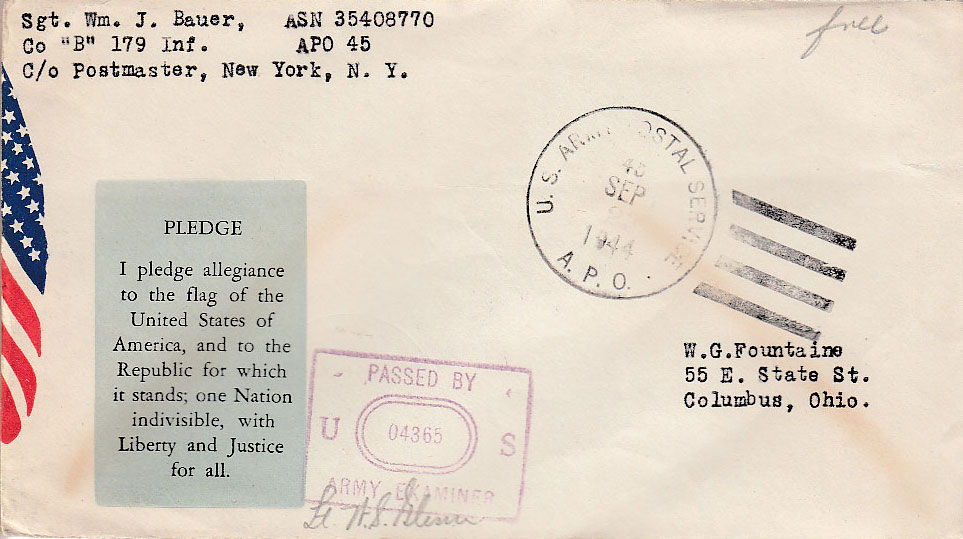 Sgt. Wm. J. Bauer, ASN 35408770
Co "B" 179 Inf. APO 45
C/o Postmaster, New York, N. Y.
free
U. S. ARMY POSTAL SERVICE
SEP
1944
A. P. O.
PLEDGE
I pledge allegiance
to the flag of the
United States of
America, and to the
Republic for which
it stands; one Nation
indivisible, with
Liberty and Justice
for all.
W.G.Fountaine
55 E. State St.
Columbus, Ohio.
PASSED BY
U 04365 S
ARMY EXAMINER
Lt. H.S.